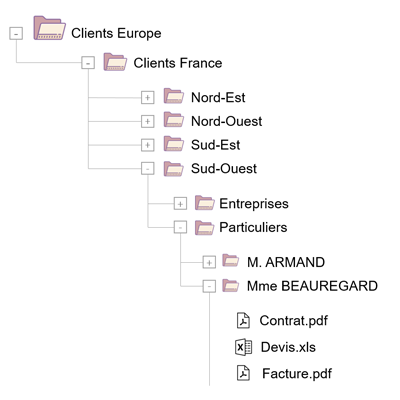 Clients Europe
Clients France
Nord-Est
Nord-Ouest
Sud-Est
Sud-Ouest
Entreprises
Particuliers
M. ARMAND
Mme BEAUREGARD
Contrat.pdf
Devis.xls
Facture.pdf